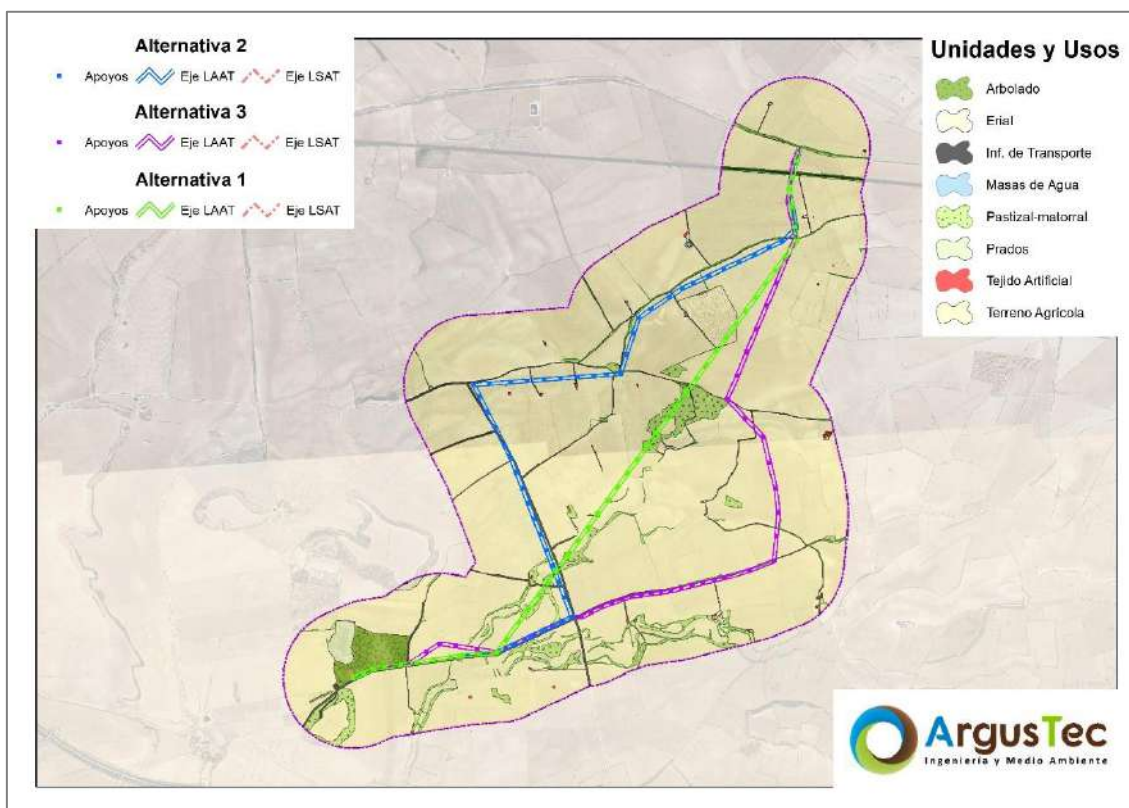 Alternativa 2
Apoyos Eje LAAT Eje LSAT
Alternativa 3
Apoyos Eje LAAT Eje LSAT
Alternativa 1
Apoyos Eje LAAT Eje LSAT
Unidades y Usos
Arbolado
Erial
Inf. de Transporte
Masas de Agua
Pastizal-matorral
Prados
Tejido Artificial
Terreno Agrícola
ArgusTec
Ingeniería y Medio Ambiente